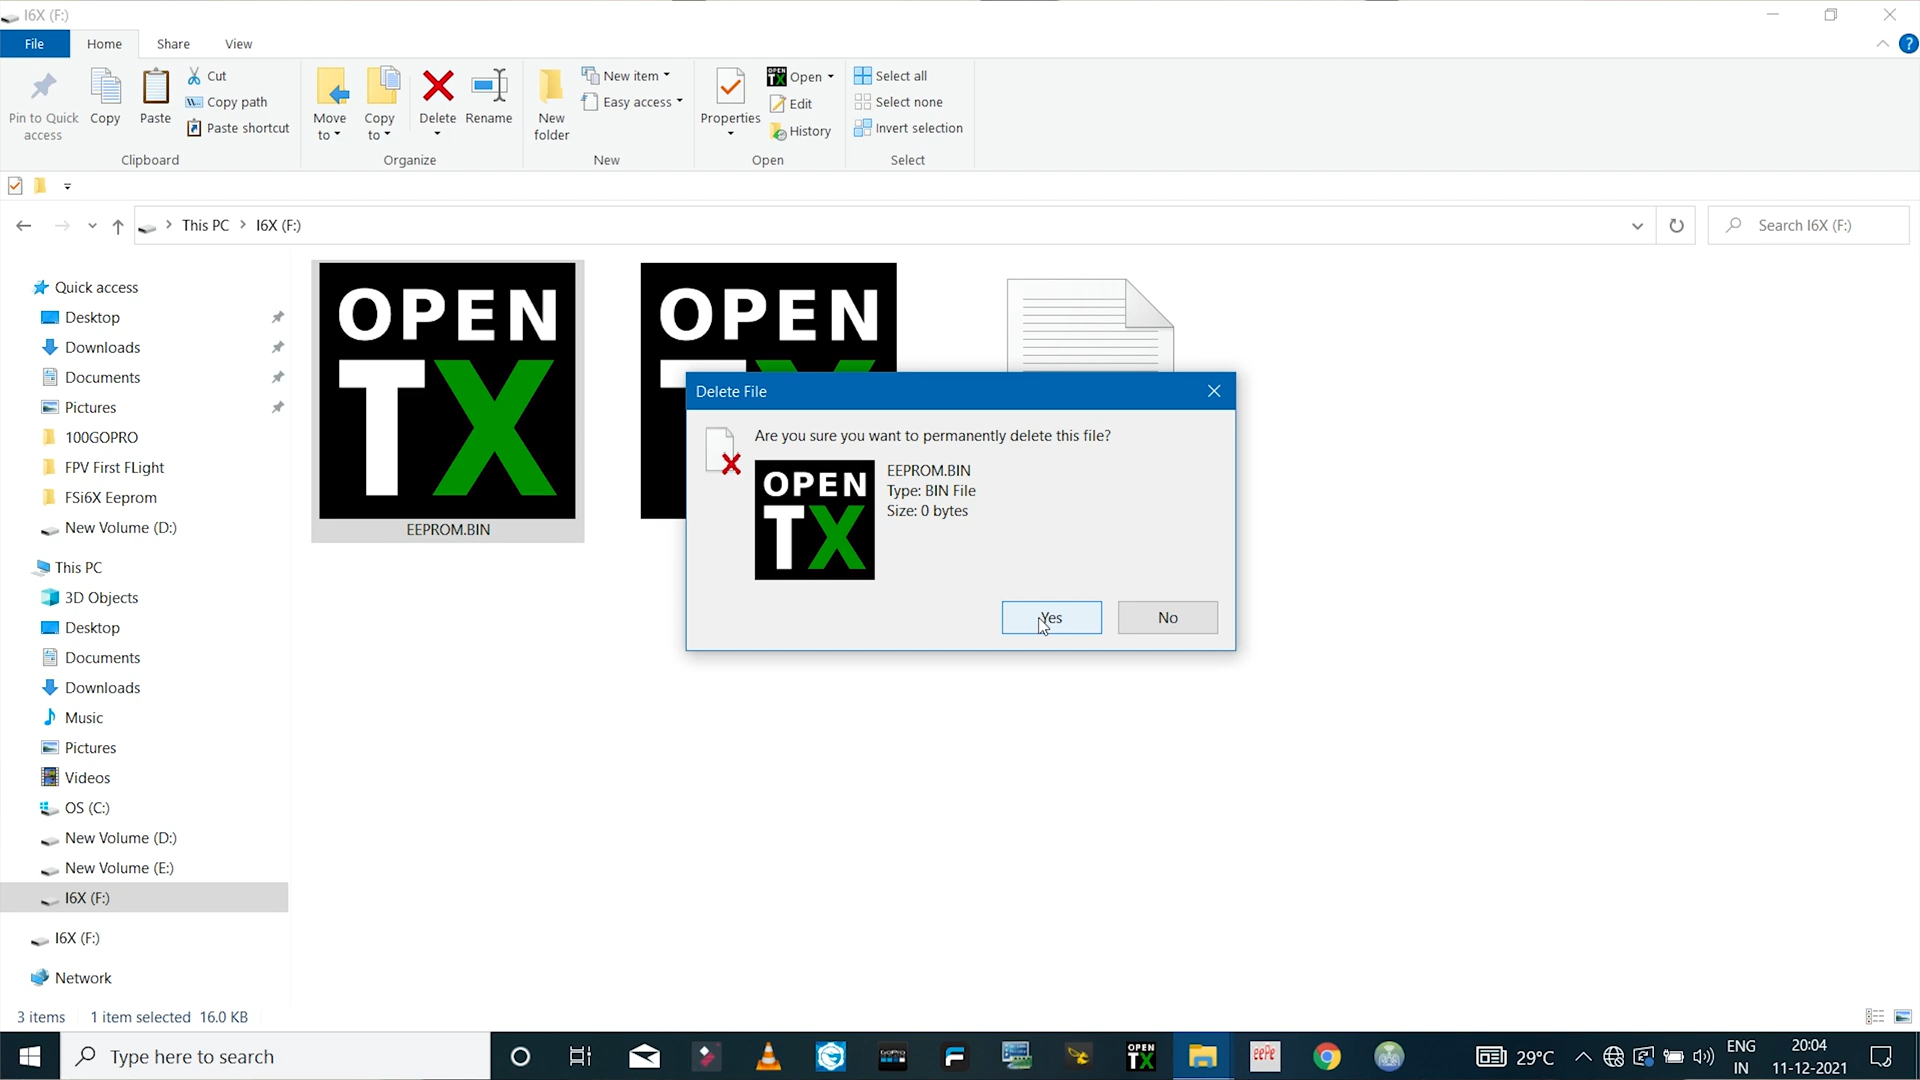 I6X (F:)
File Home Share View
Pin to Quick access
Copy
Paste
Cut
Copy path
Paste shortcut
Clipboard
Move to
Copy to
Delete
Rename
Organize
New folder
New item
Easy access
New
Properties
Open
Edit
History
Open
Select all
Select none
Invert selection
Select
This PC > I6X (F:)
Search I6X (F:)
Quick access
Desktop
Downloads
Documents
Pictures
100GOPRO
FPV First FLight
FSi6X Eeprom
New Volume (D:)
This PC
3D Objects
Desktop
Documents
Downloads
Music
Pictures
Videos
OS (C:)
New Volume (D:)
New Volume (E:)
I6X (F:)
I6X (F:)
Network
OPEN
TX
EEPROM.BIN
OPEN
Delete File
Are you sure you want to permanently delete this file?
OPEN
TX
EEPROM.BIN
Type: BIN File
Size: 0 bytes
Yes No
3 items 1 item selected 16.0 KB
Type here to search
GoPro
OPEN
TX
eePe
29°C
ENG
IN
20:04
11-12-2021